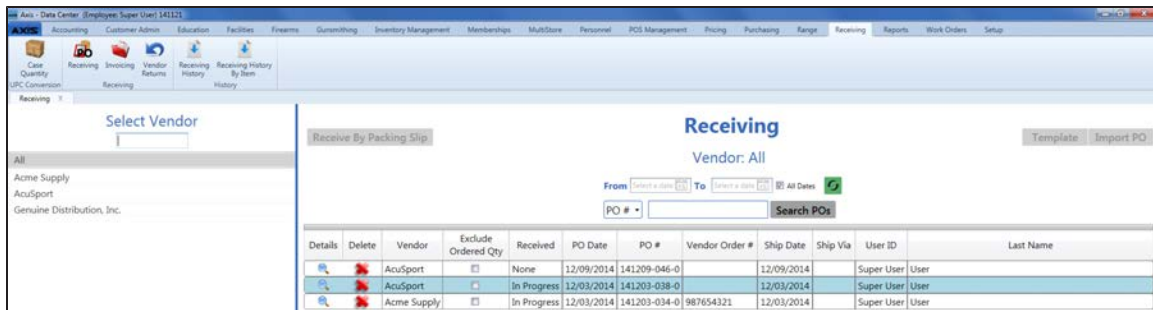 Axis - Data Center (Employee: Super User) 141121
AXIS Accounting Customer Admin Education Facilities Firearms Gunsmithing Inventory Management Memberships MultiStore Personnel POS Management Pricing Purchasing Range Receiving Reports Work Orders Setup
Case Quantity Receiving Invoicing Vendor Returns Receiving History Receiving History By Item
UPC Conversion Receiving History
Receiving X
Select Vendor
All
Acme Supply
AcuSport
Genuine Distribution, Inc.
Receive By Packing Slip
Receiving
Template Import PO
Vendor: All
From Select a date To Select a date All Dates
PO # Search POs
Details Delete Vendor Exclude Ordered Qty Received PO Date PO # Vendor Order # Ship Date Ship Via User ID Last Name
AcuSport None 12/09/2014 141209-046-0 12/09/2014 Super User User
AcuSport In Progress 12/03/2014 141203-038-0 12/03/2014 Super User User
Acme Supply In Progress 12/03/2014 141203-034-0 987654321 12/03/2014 Super User User